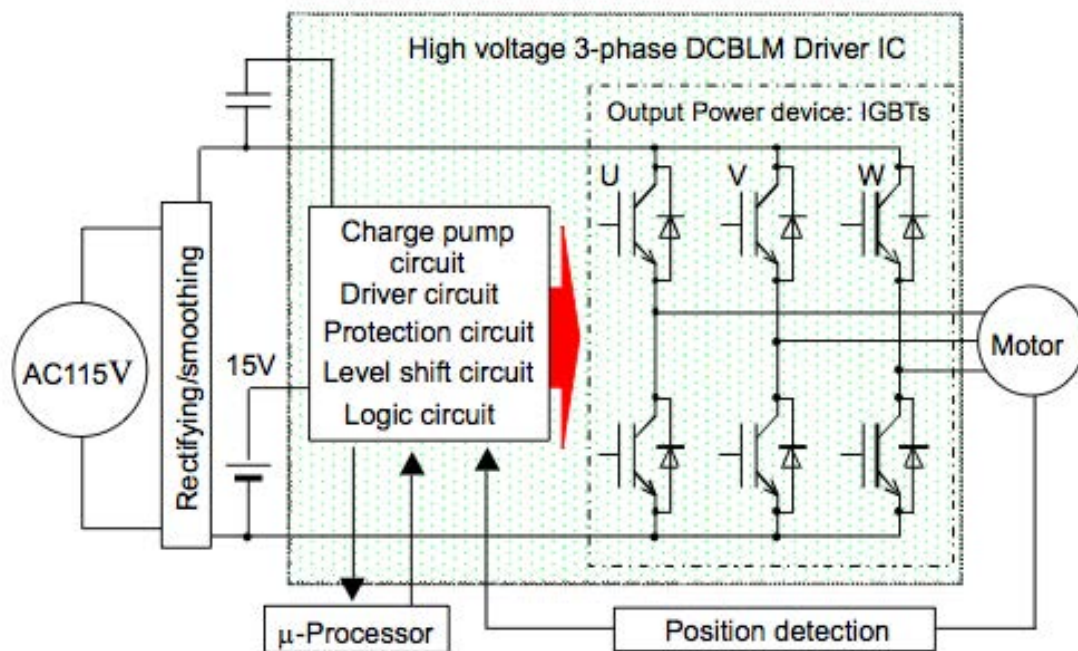 High voltage 3-phase DCBLM Driver IC
Output Power device: IGBTs
U
V
W
Charge pump
circuit
Driver circuit
Protection circuit
Level shift circuit
Logic circuit
AC115V
Rectifying/smoothing
15V
Motor
μ-Processor
Position detection